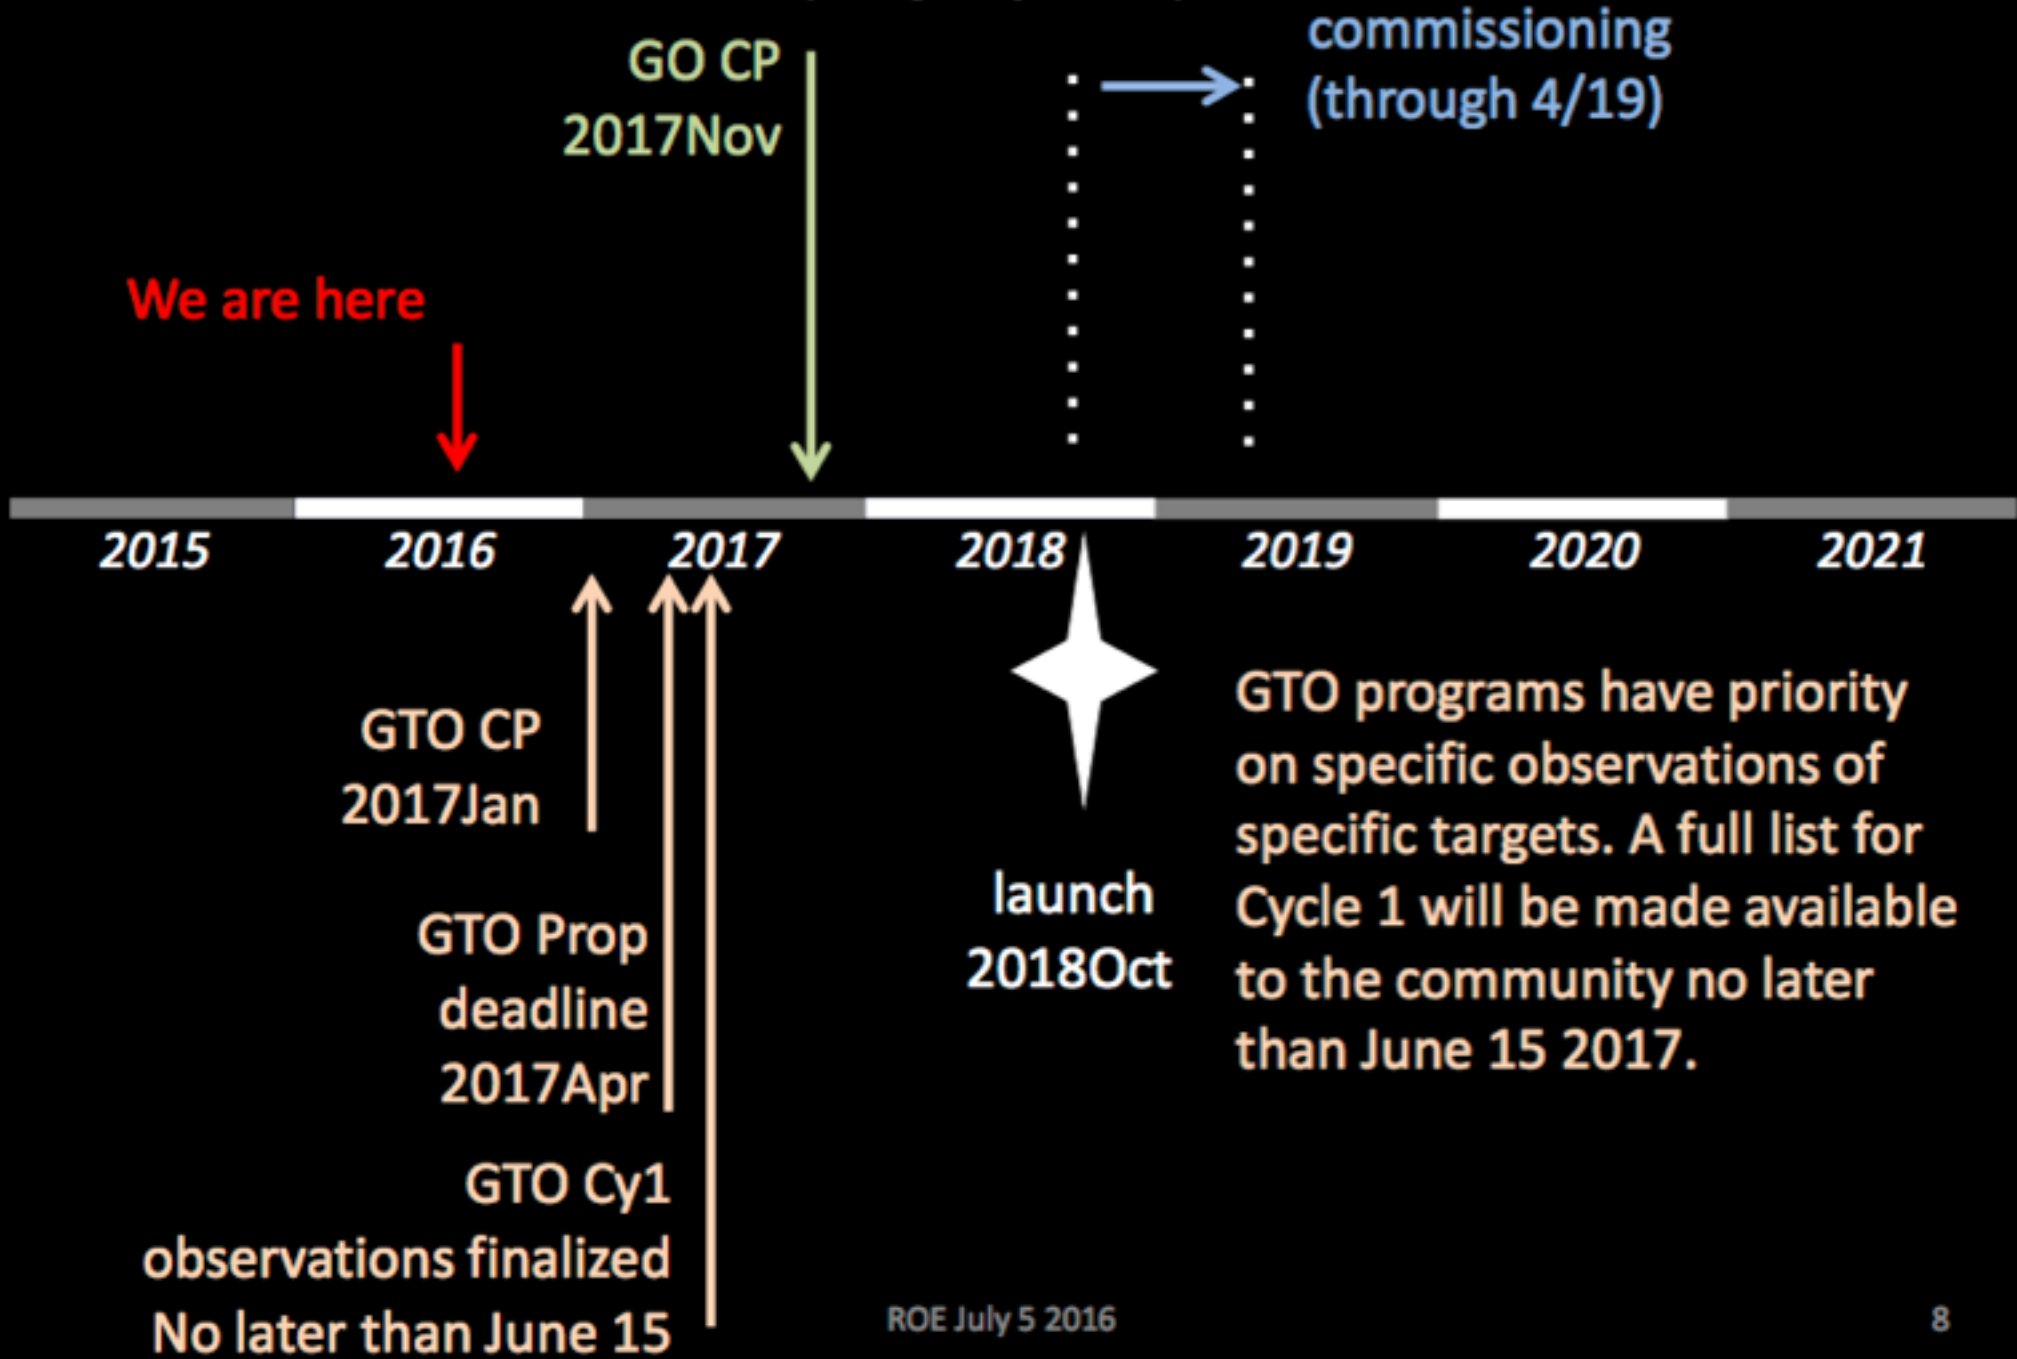 GO CP
2017Nov
commissioning
(through 4/19)
We are here
2015
2016
2017
2018
2019
2020
2021
GTO CP
2017Jan
GTO Prop
deadline
2017Apr
GTO Cy1
observations finalized
No later than June 15
launch
2018Oct
GTO programs have priority
on specific observations of
specific targets. A full list for
Cycle 1 will be made available
to the community no later
than June 15 2017.
ROE July 5 2016
8